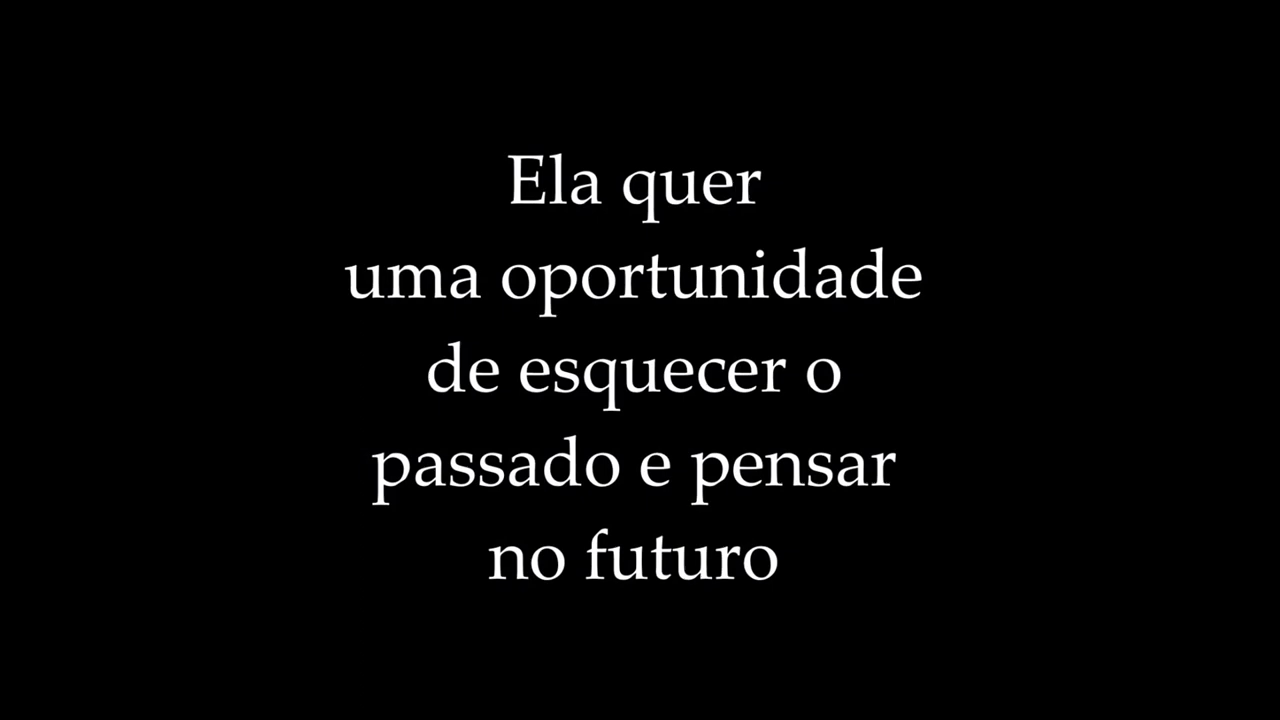 Ela quer
uma oportunidade
de esquecer o
passado e pensar
no futuro